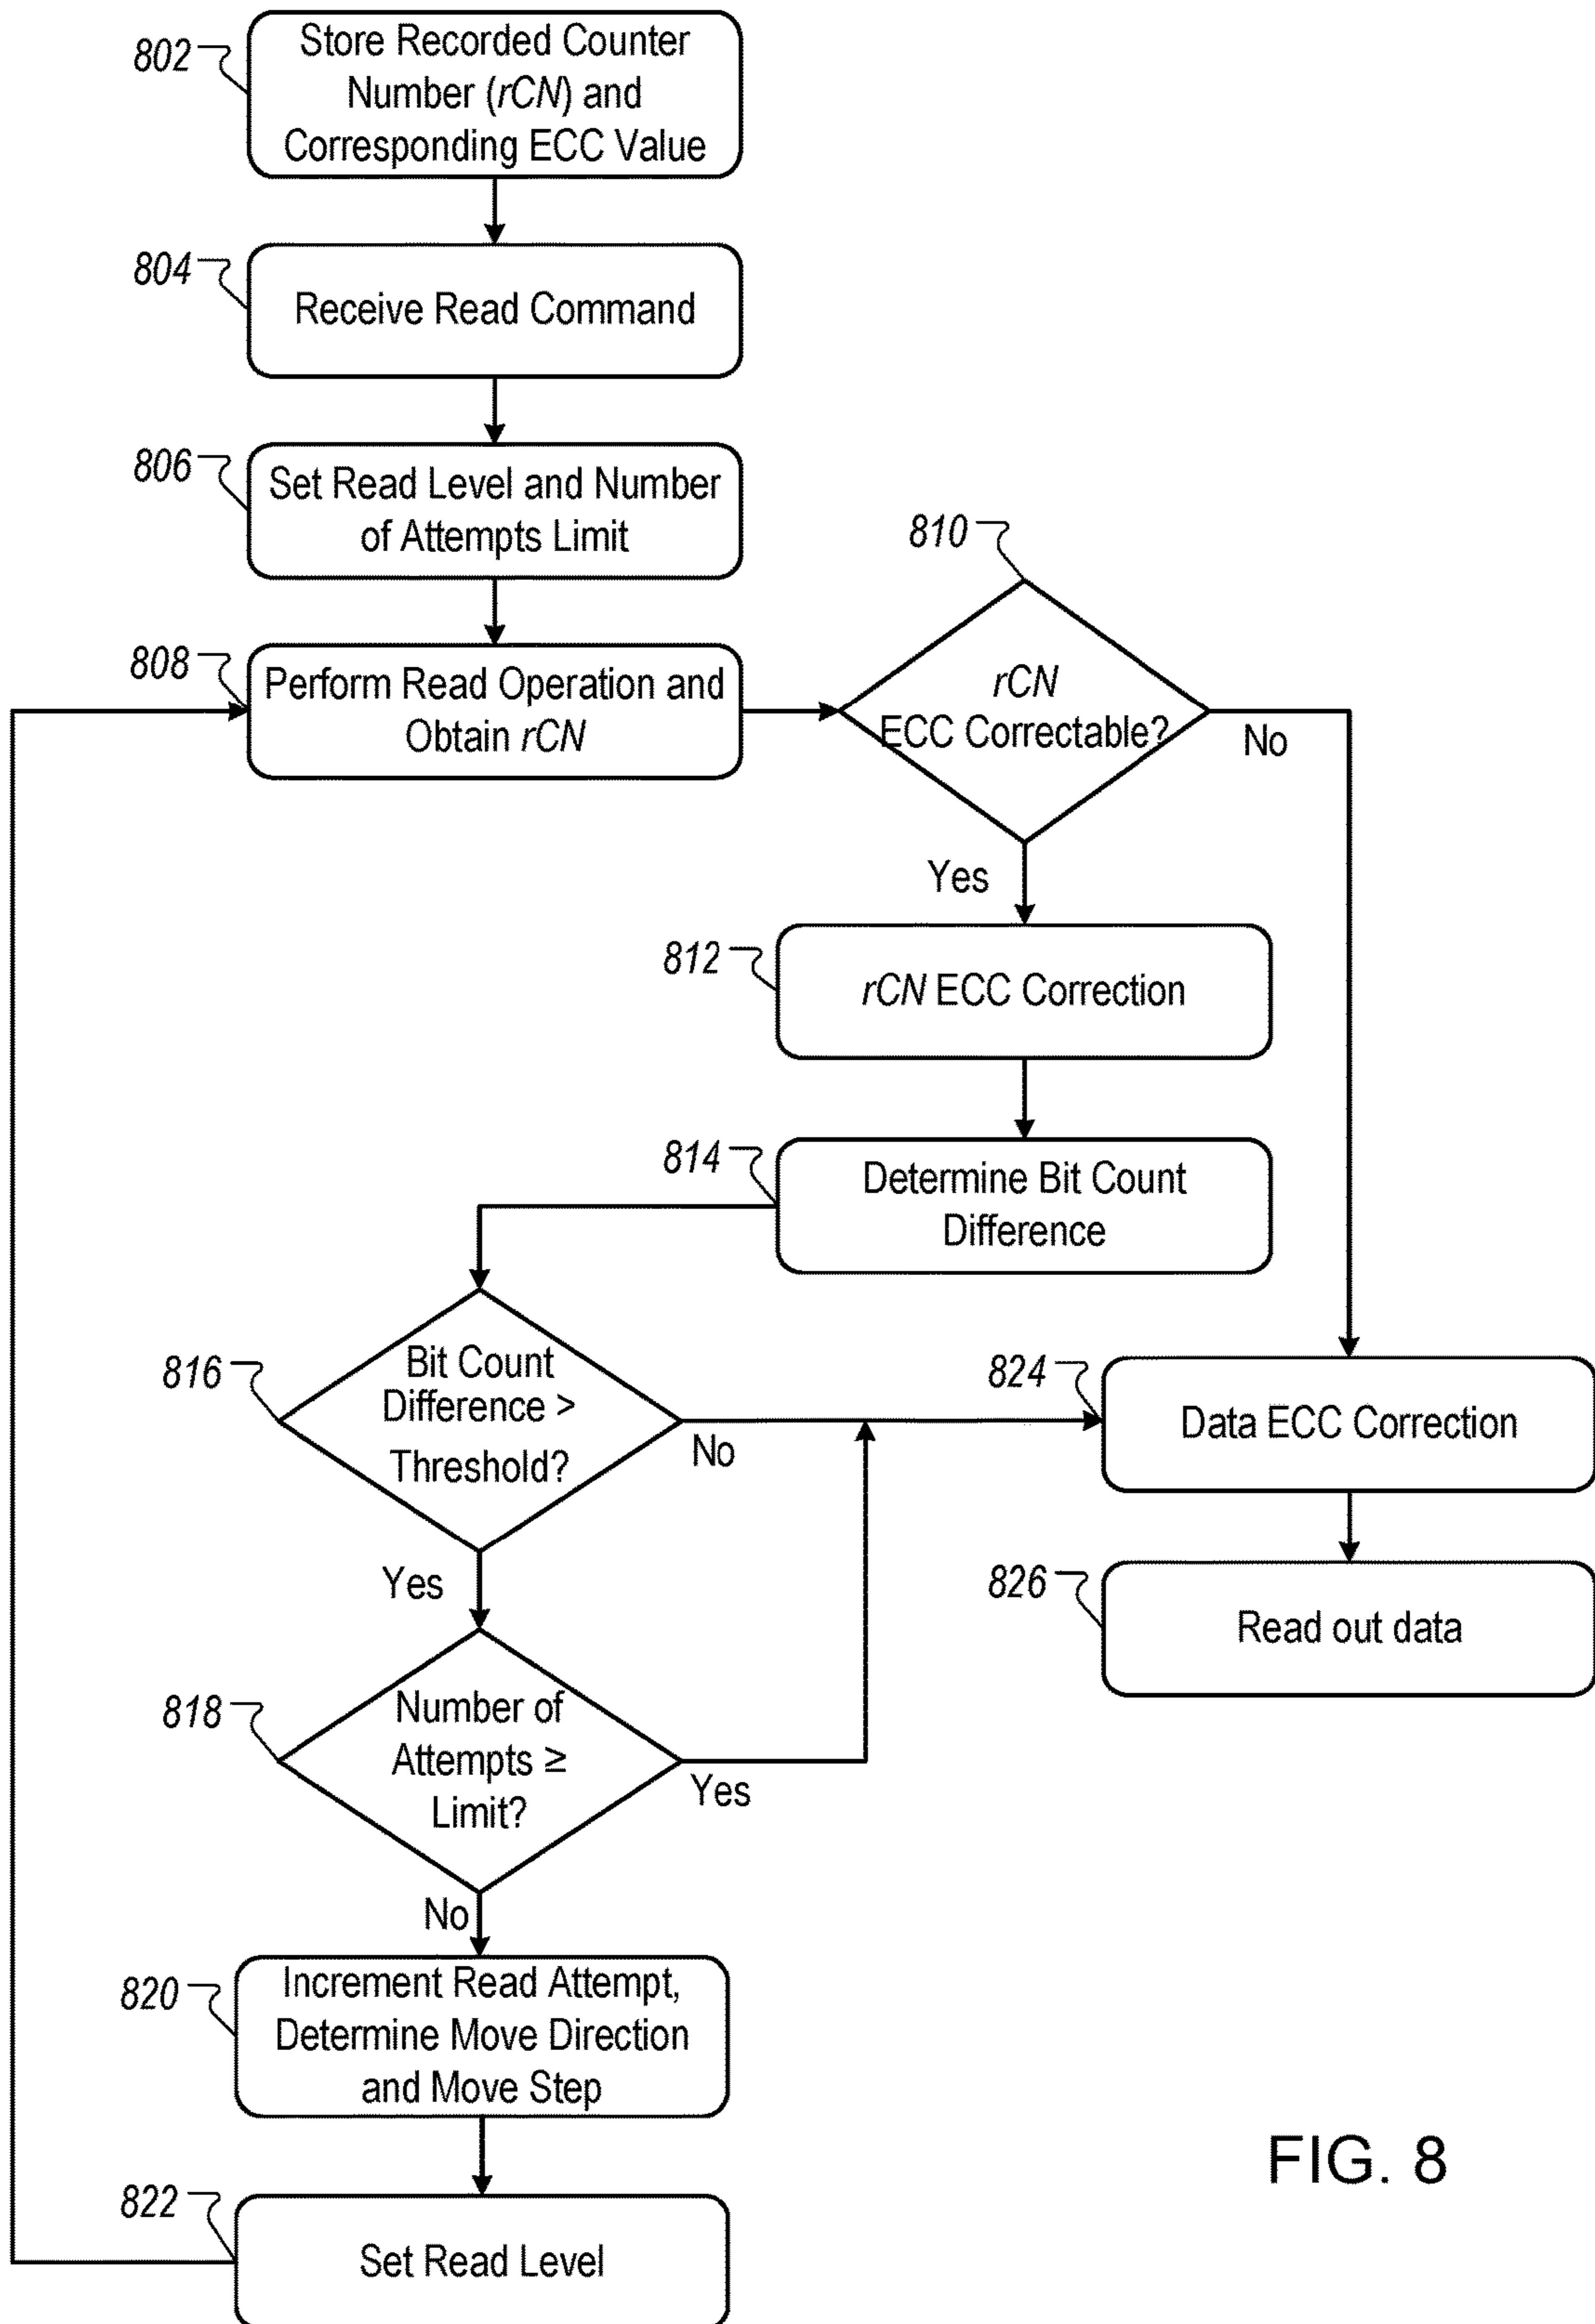 802
Store Recorded Counter
Number (rCN) and
Corresponding ECC Value
804
Receive Read Command
806
Set Read Level and Number
of Attempts Limit
808
Perform Read Operation and
Obtain rCN
810
rCN
ECC Correctable?
No
Yes
812
rCN ECC Correction
814
Determine Bit Count
Difference
816
Bit Count
Difference >
Threshold?
No
Yes
824
Data ECC Correction
826
Read out data
818
Number of
Attempts ≥
Limit?
Yes
No
820
Increment Read Attempt,
Determine Move Direction
and Move Step
822
Set Read Level
FIG. 8